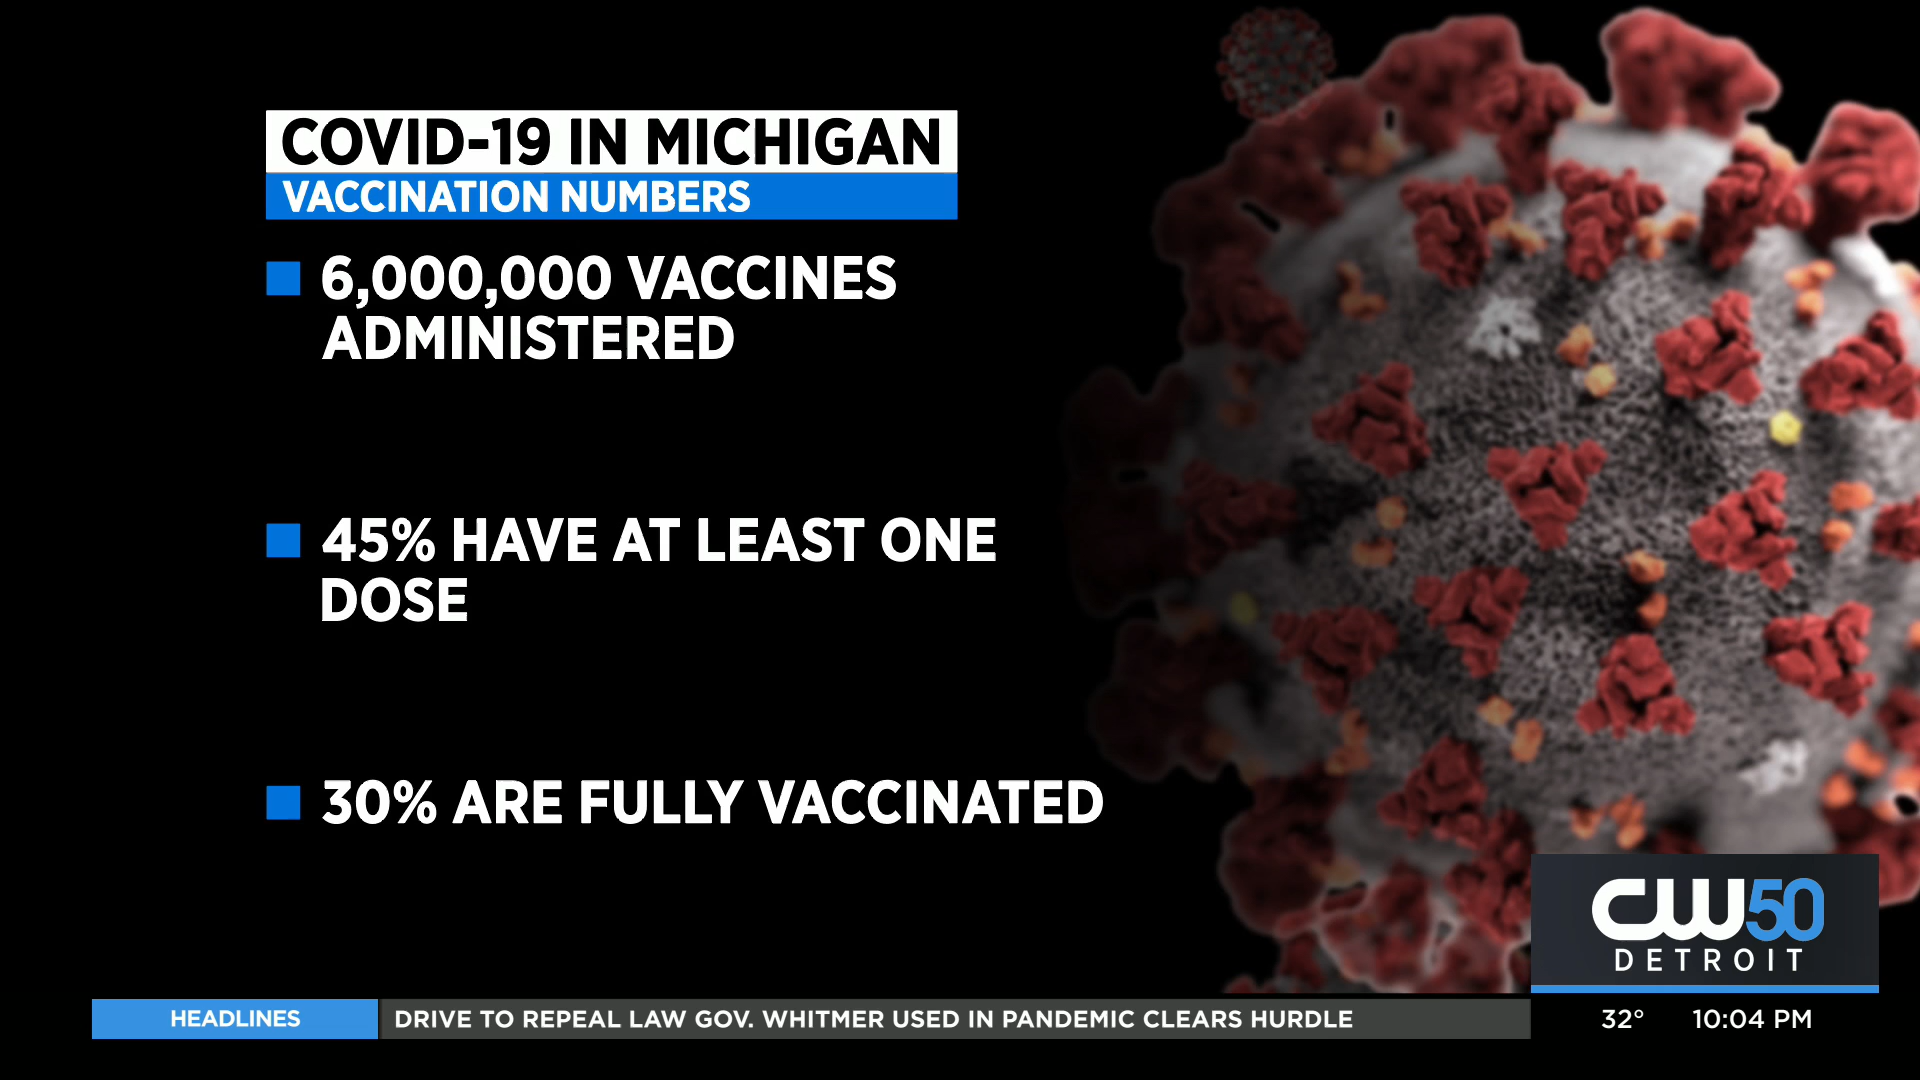 COVID-19 IN MICHIGAN
VACCINATION NUMBERS
6,000,000 VACCINES
ADMINISTERED
45% HAVE AT LEAST ONE
DOSE
30% ARE FULLY VACCINATED
CW50
DETROIT
HEADLINES
DRIVE TO REPEAL LAW GOV. WHITMER USED IN PANDEMIC CLEARS HURDLE
32° 10:04 PM